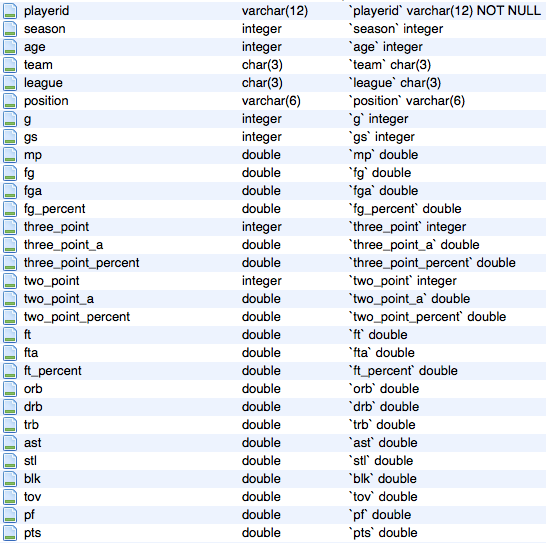 playerid varchar(12) `playerid` varchar(12) NOT NULL
season integer `season` integer
age integer `age` integer
team char(3) `team` char(3)
league char(3) `league` char(3)
position varchar(6) `position` varchar(6)
g integer `g` integer
gs integer `gs` integer
mp double `mp` double
fg double `fg` double
fga double `fga` double
fg_percent double `fg_percent` double
three_point integer `three_point` integer
three_point_a double `three_point_a` double
three_point_percent double `three_point_percent` double
two_point integer `two_point` integer
two_point_a double `two_point_a` double
two_point_percent double `two_point_percent` double
ft double `ft` double
fta double `fta` double
ft_percent double `ft_percent` double
orb double `orb` double
drb double `drb` double
trb double `trb` double
ast double `ast` double
stl double `stl` double
blk double `blk` double
tov double `tov` double
pf double `pf` double
pts double `pts` double